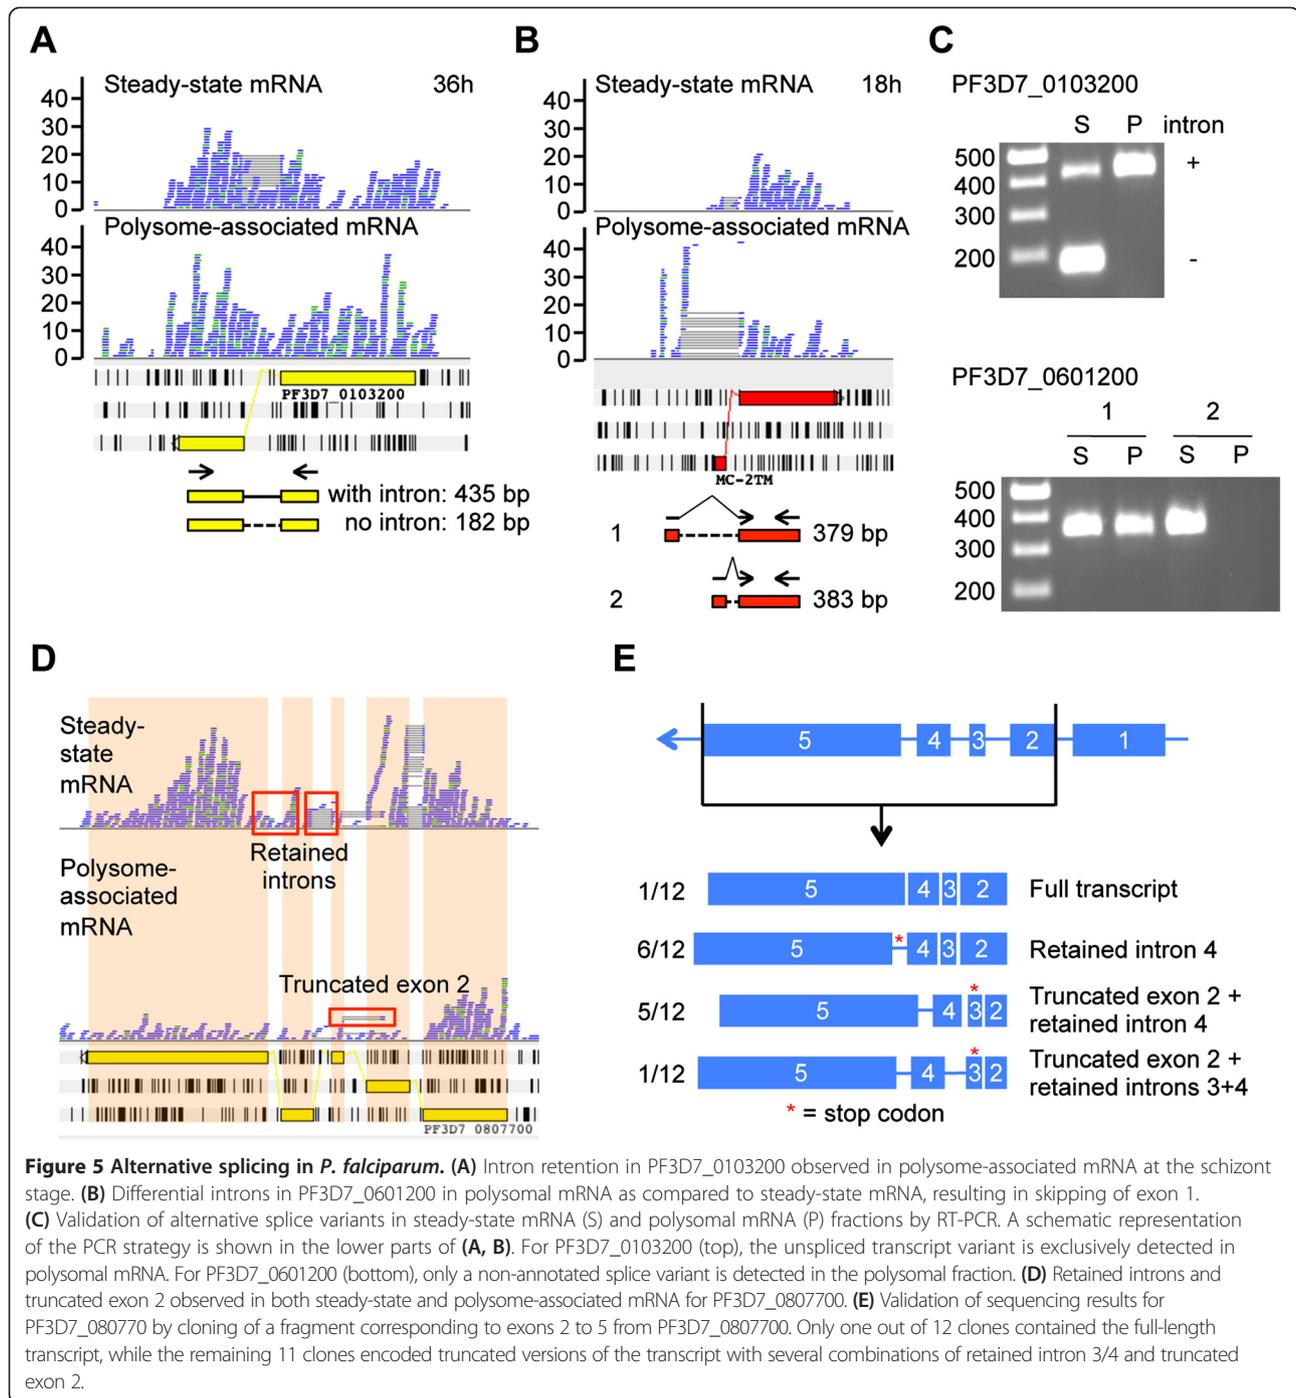 A
Steady-state mRNA 36h
40
30
20
10
0
Polysome-associated mRNA
40
30
20
10
0
PF3D7_0103200
with intron: 435 bp
no intron: 182 bp
B
Steady-state mRNA 18h
40
30
20
10
0
Polysome-associated mRNA
40
30
20
10
0
MC-2TM
1 379 bp
2 383 bp
C
PF3D7_0103200
S P intron
500 +
400
300
200 -
PF3D7_0601200
1 2
S P S P
500
400
300
200
D
Steady-
state
mRNA
Retained
introns
Polysome-
associated
mRNA
Truncated exon 2
PF3D7 0807700
E
5 4 3 2 1
1/12 5 4 3 2 Full transcript
*
6/12 5 4 3 2 Retained intron 4
*
5/12 5 4 3 2 Truncated exon 2 +
retained intron 4
*
1/12 5 4 3 2 Truncated exon 2 +
retained introns 3+4
* = stop codon
Figure 5 Alternative splicing in P. falciparum. (A) Intron retention in PF3D7_0103200 observed in polysome-associated mRNA at the schizont
stage. (B) Differential introns in PF3D7_0601200 in polysomal mRNA as compared to steady-state mRNA, resulting in skipping of exon 1.
(C) Validation of alternative splice variants in steady-state mRNA (S) and polysomal mRNA (P) fractions by RT-PCR. A schematic representation
of the PCR strategy is shown in the lower parts of (A, B). For PF3D7_0103200 (top), the unspliced transcript variant is exclusively detected in
polysomal mRNA. For PF3D7_0601200 (bottom), only a non-annotated splice variant is detected in the polysomal fraction. (D) Retained introns and
truncated exon 2 observed in both steady-state and polysome-associated mRNA for PF3D7_0807700. (E) Validation of sequencing results for
PF3D7_080770 by cloning of a fragment corresponding to exons 2 to 5 from PF3D7_0807700. Only one out of 12 clones contained the full-length
transcript, while the remaining 11 clones encoded truncated versions of the transcript with several combinations of retained intron 3/4 and truncated
exon 2.